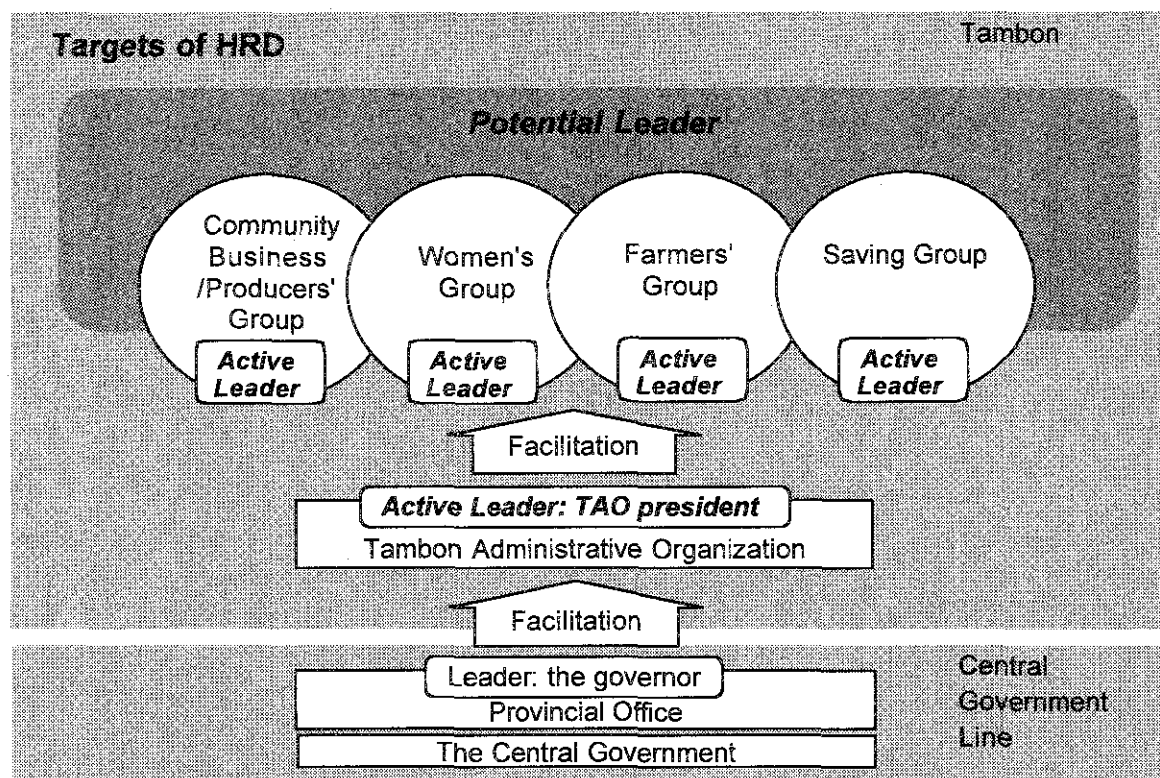 Targets of HRD
Tambon
Potential Leader
Community
Business
/Producers'
Group
Women's
Group
Farmers'
Group
Saving Group
Active
Leader
Active
Leader
Active
Leader
Active
Leader
Facilitation
Active Leader: TAO president
Tambon Administrative Organization
Facilitation
Leader: the governor
Provincial Office
The Central Government
Central
Government
Line